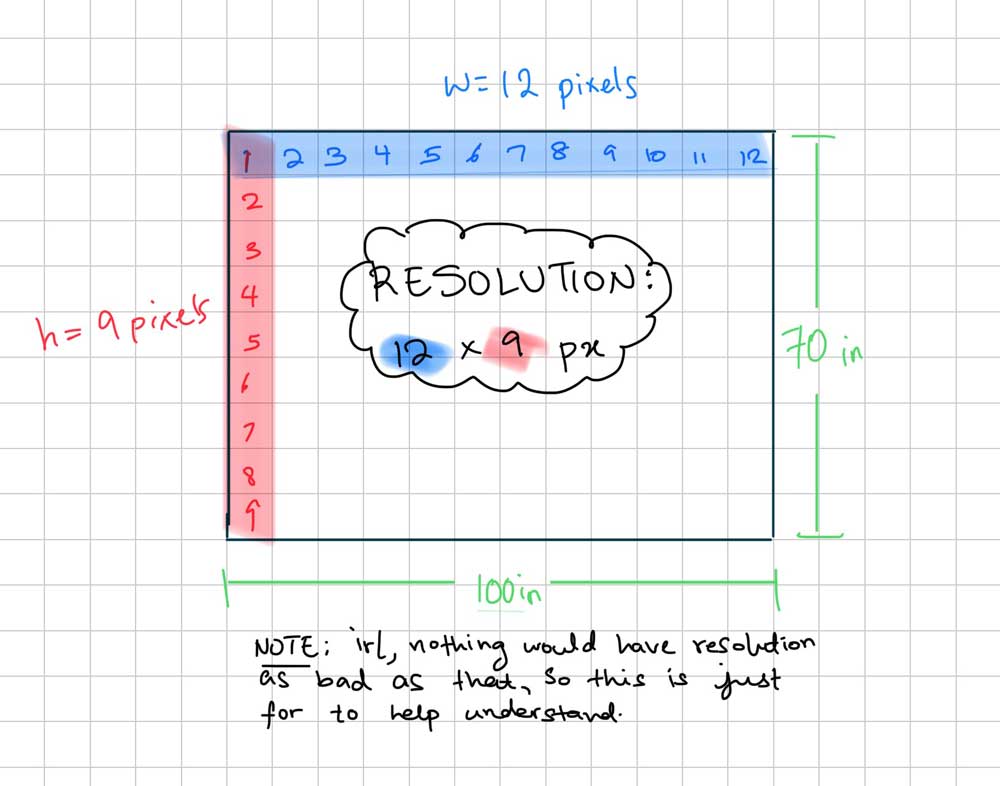 w= 12 pixels
1 2 3 4 5 6 7 8 9 10 11 12
2
3
4
5
6
7
8
9
h= 9 pixels
RESOLUTION:
12 x 9 px
70 in
100in
NOTE: irl, nothing would have resolution
as bad as that, so this is just
for to help understand.